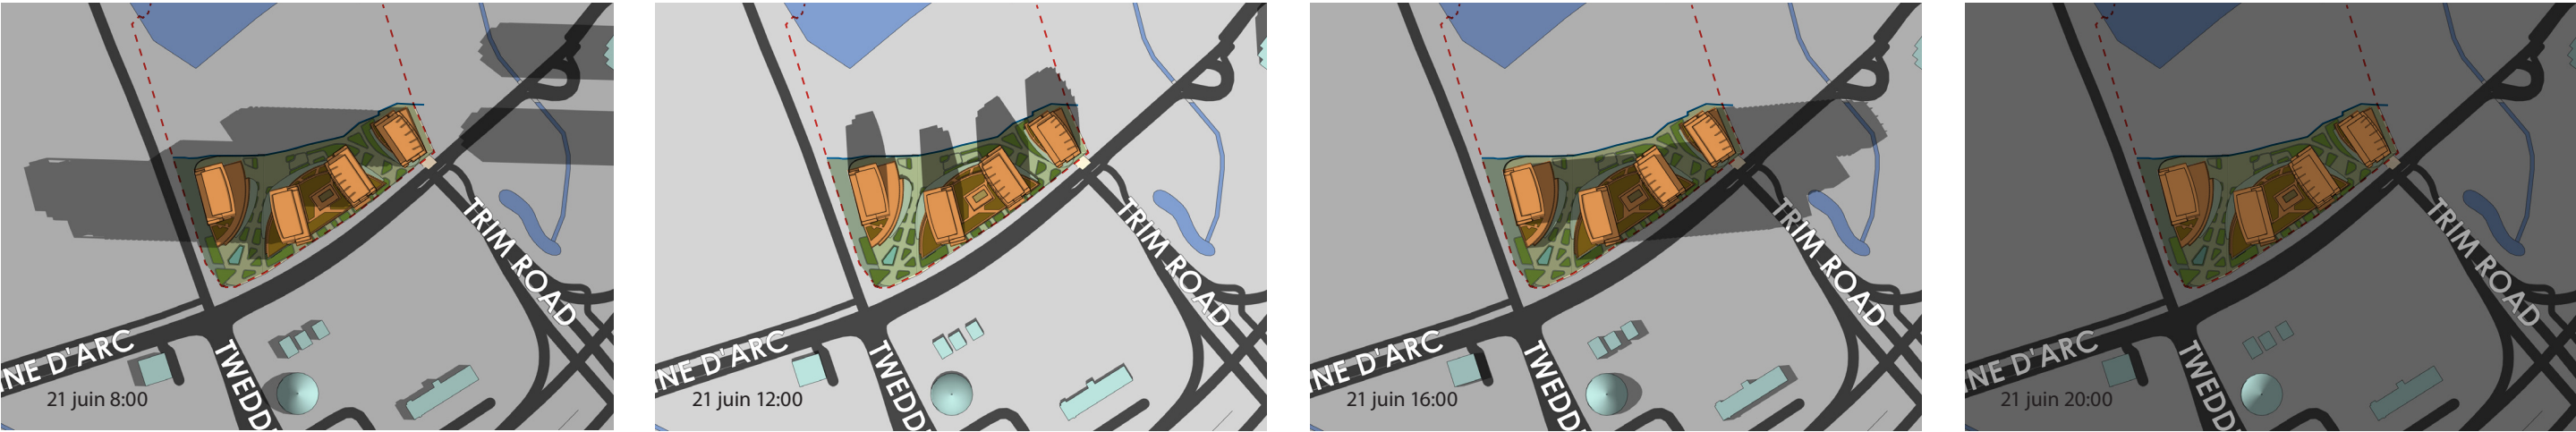 TRIM ROAD
NE D'ARC
TWEDD
21 juin 8:00
TRIM ROAD
NE D'ARC
TWEDD
21 juin 12:00
TRIM ROAD
NE D'ARC
TWEDD
21 juin 16:00
TRIM ROAD
NE D'ARC
TWEDD
21 juin 20:00